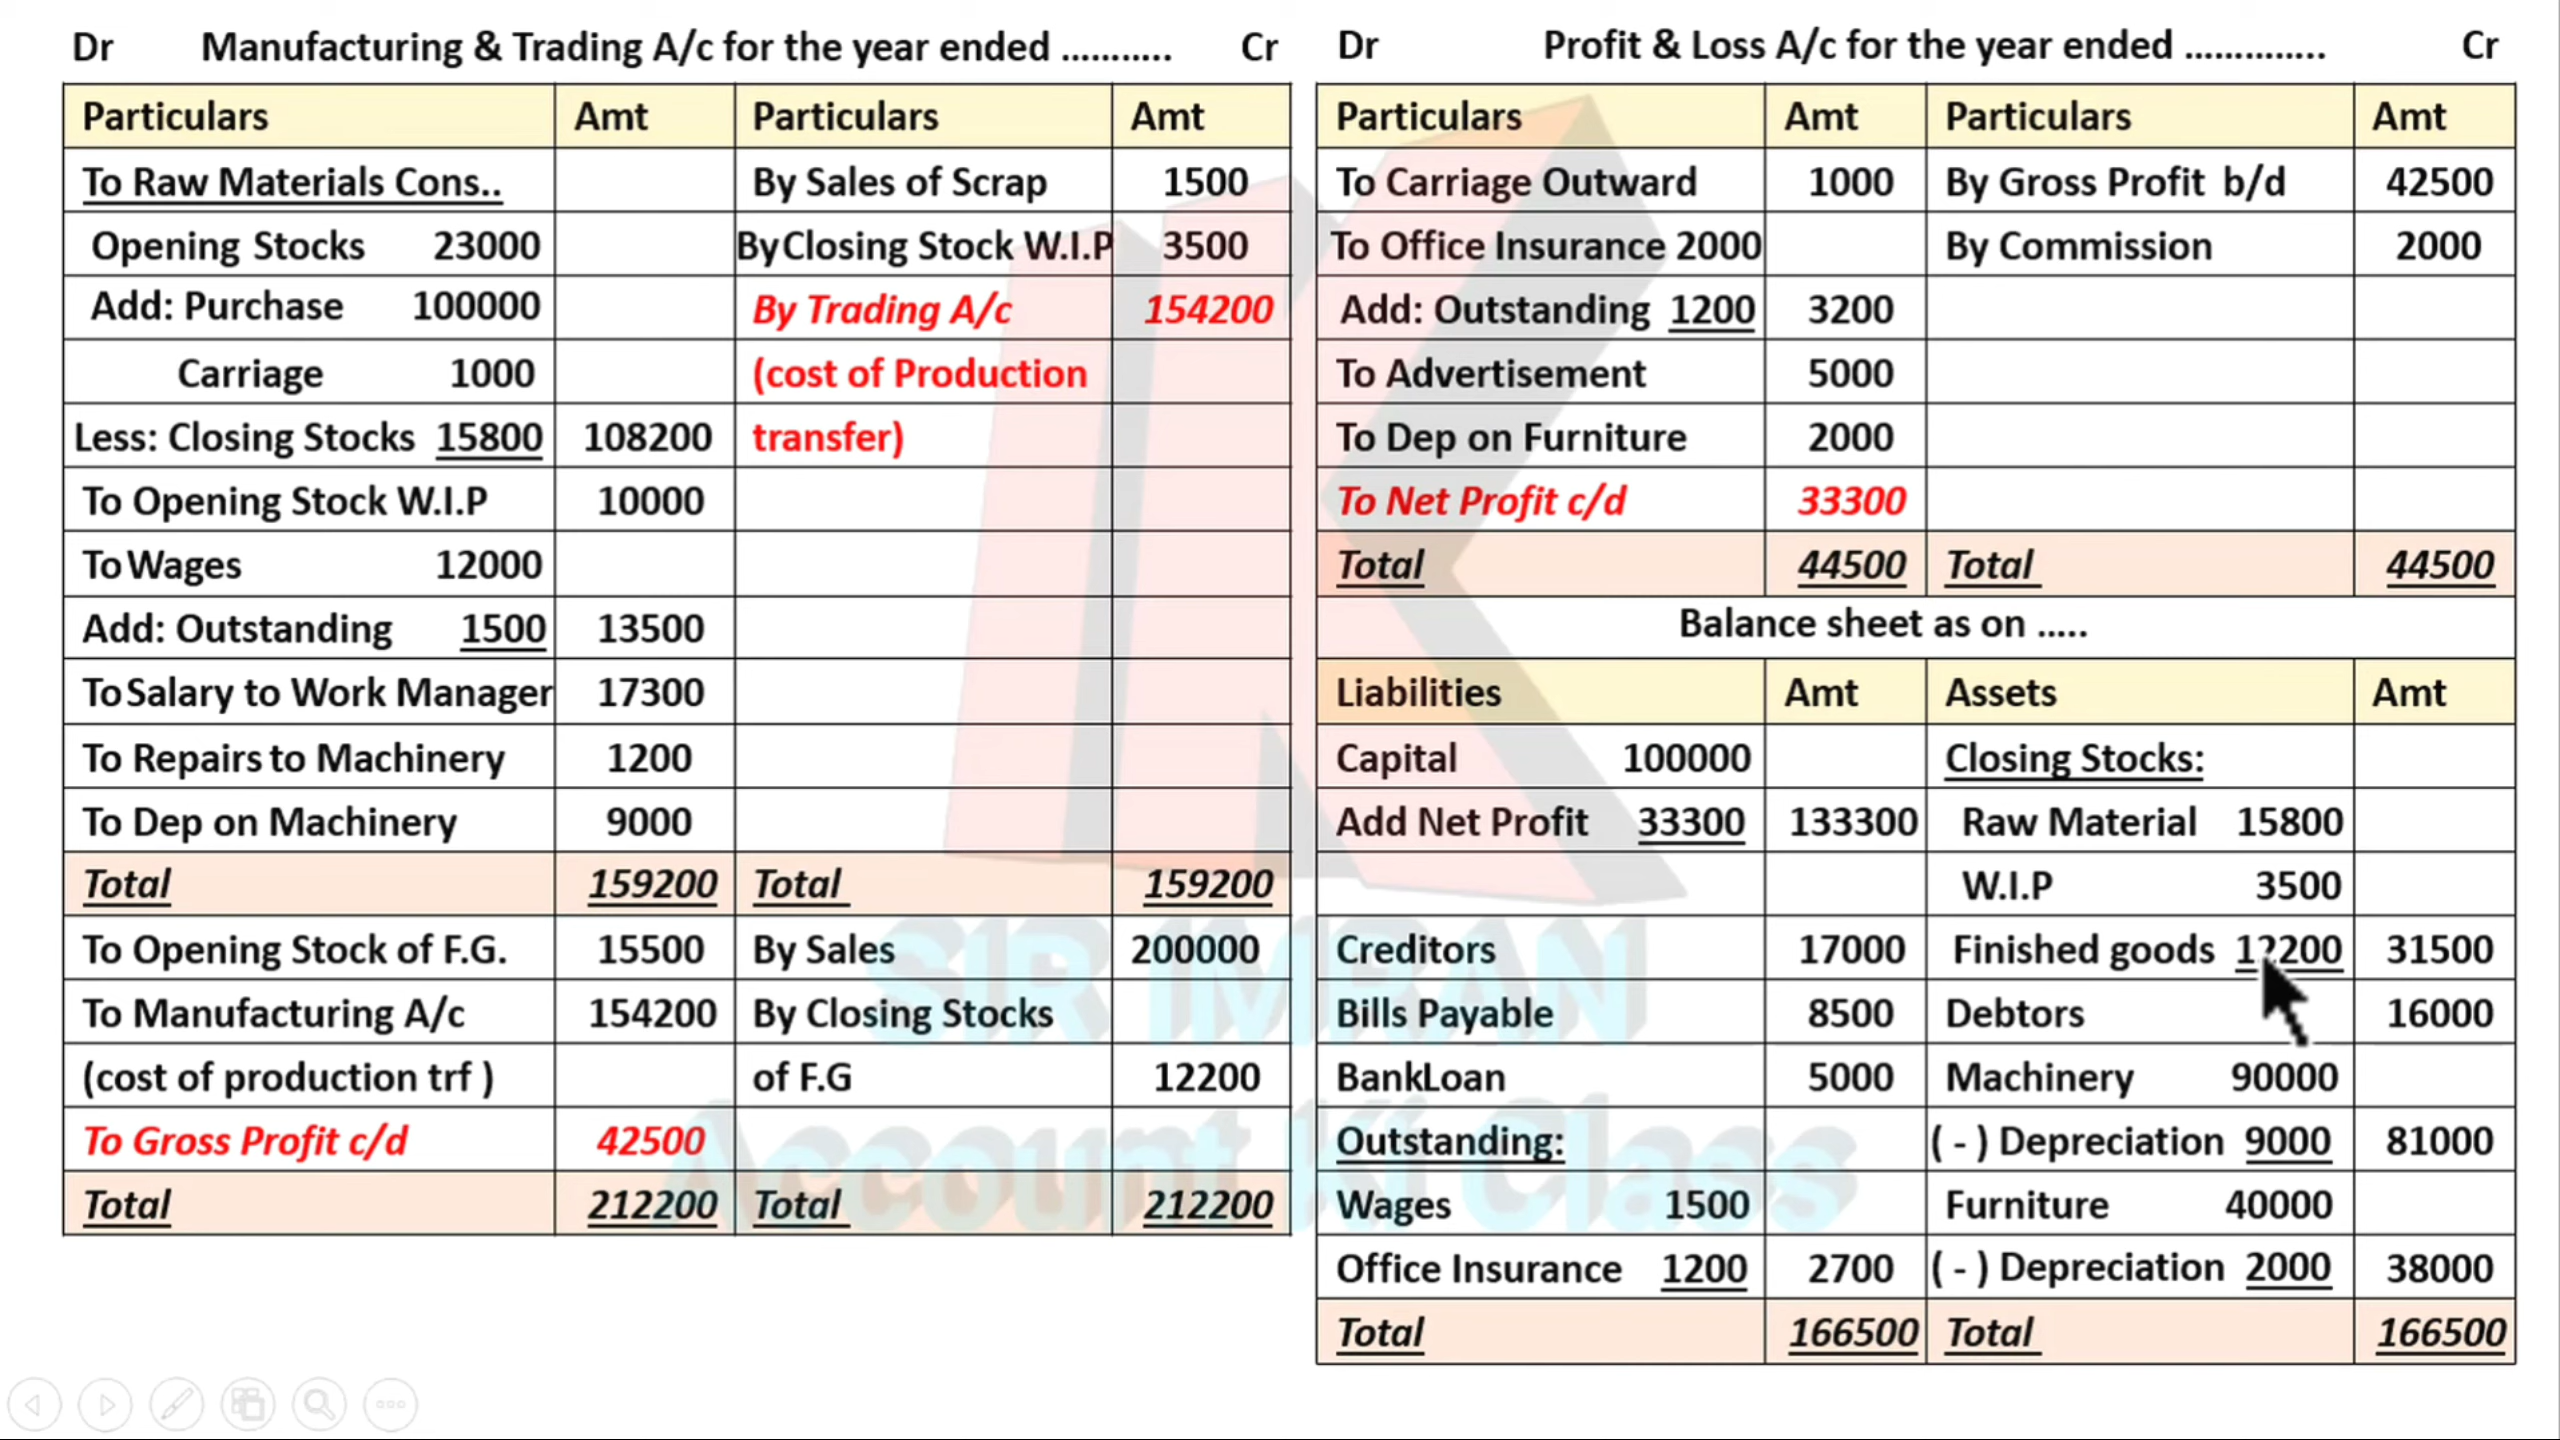 Dr Manufacturing & Trading A/c for the year ended ........... Cr
Particulars Amt Particulars Amt
To Raw Materials Cons.. By Sales of Scrap 1500
Opening Stocks 23000 By Closing Stock W.I.P 3500
Add: Purchase 100000 By Trading A/c 154200
Carriage 1000 (cost of Production
Less: Closing Stocks 15800 108200 transfer)
To Opening Stock W.I.P 10000
To Wages 12000
Add: Outstanding 1500 13500
To Salary to Work Manager 17300
To Repairs to Machinery 1200
To Dep on Machinery 9000
Total 159200 Total 159200
To Opening Stock of F.G. 15500 By Sales 200000
To Manufacturing A/c 154200 By Closing Stocks
(cost of production trf ) of F.G 12200
To Gross Profit c/d 42500
Total 212200 Total 212200
Dr Profit & Loss A/c for the year ended .............. Cr
Particulars Amt Particulars Amt
To Carriage Outward 1000 By Gross Profit b/d 42500
To Office Insurance 2000 By Commission 2000
Add: Outstanding 1200 3200
To Advertisement 5000
To Dep on Furniture 2000
To Net Profit c/d 33300
Total 44500 Total 44500
Balance sheet as on .....
Liabilities Amt Assets Amt
Capital 100000 Closing Stocks:
Add Net Profit 33300 133300 Raw Material 15800
W.I.P 3500
Creditors 17000 Finished goods 12200 31500
Bills Payable 8500 Debtors 16000
BankLoan 5000 Machinery 90000
Outstanding: ( - ) Depreciation 9000 81000
Wages 1500 Furniture 40000
Office Insurance 1200 2700 ( - ) Depreciation 2000 38000
Total 166500 Total 166500
SIR IMRAN
Account Ki Class